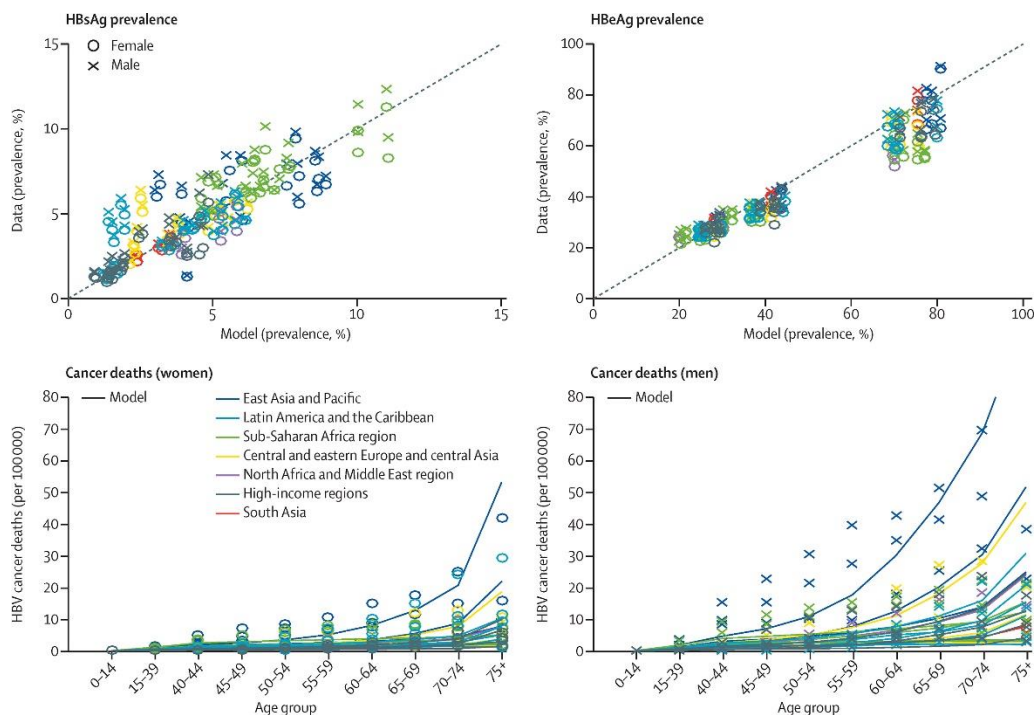 HBsAg prevalence
Female
Male
15
10
5
0
Data (prevalence, %)
0 5 10 15
Model (prevalence, %)
HBeAg prevalence
100
80
60
40
20
0
Data (prevalence, %)
0 20 40 60 80 100
Model (prevalence, %)
Cancer deaths (women)
Model
East Asia and Pacific
Latin America and the Caribbean
Sub-Saharan Africa region
Central and eastern Europe and central Asia
North Africa and Middle East region
High-income regions
South Asia
80
70
60
50
40
30
20
10
0
HBV cancer deaths (per 100 000)
0–14 15–39 40–44 45–49 50–54 55–59 60–64 65–69 70–74 75+
Age group
Cancer deaths (men)
Model
80
70
60
50
40
30
20
10
0
HBV cancer deaths (per 100 000)
0–14 15–39 40–44 45–49 50–54 55–59 60–64 65–69 70–74 75+
Age group